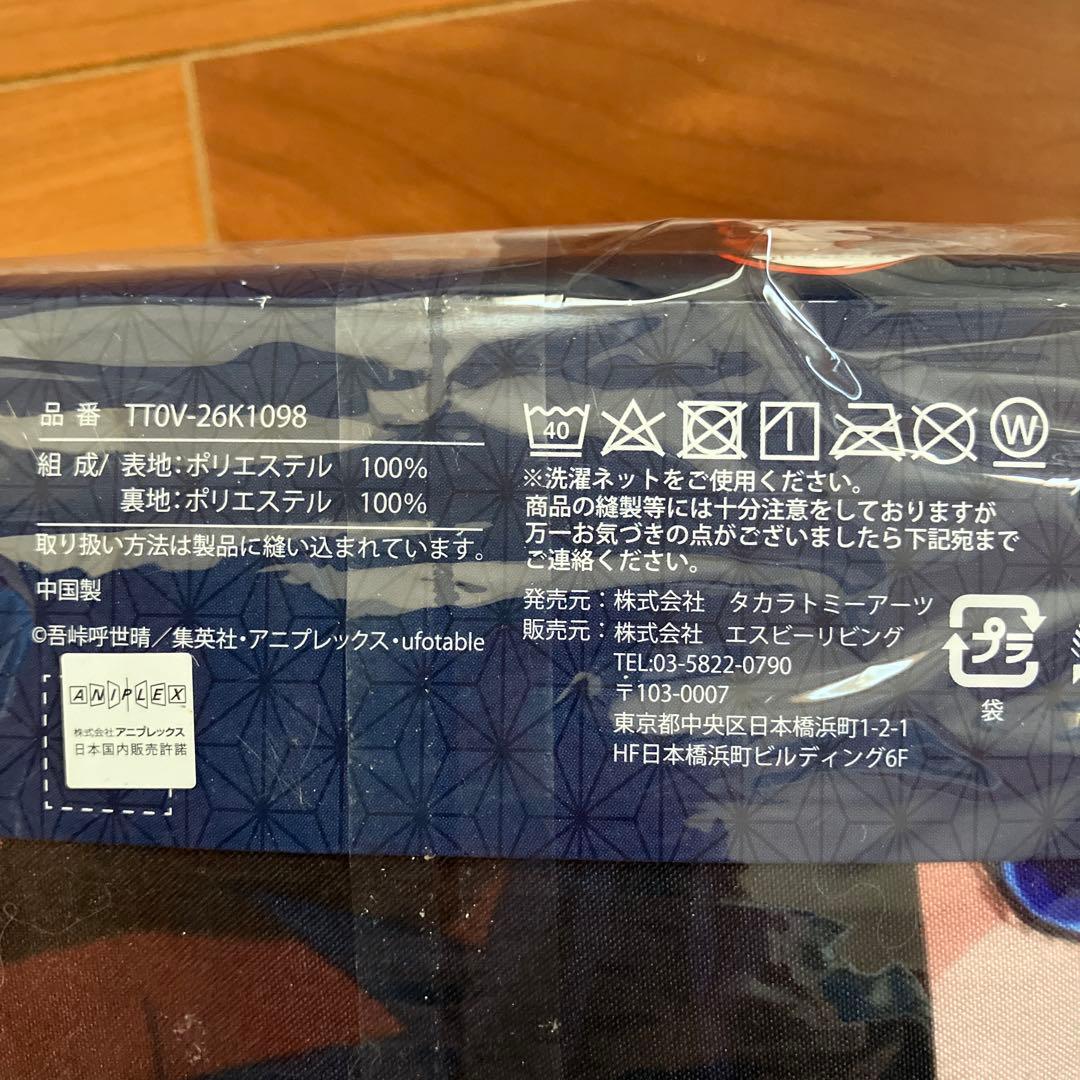 品 番 TT0V-26K1098
組 成/ 表地:ポリエステル 100%
裏地:ポリエステル 100%
取り扱い方法は製品に縫い込まれています。
中国製
©吾峠呼世晴／集英社・アニプレックス・ufotable
ANIPLEX
株式会社アニプレックス
日本国内販売許諾
40
W
※洗濯ネットをご使用ください。
商品の縫製等には十分注意をしておりますが
万一お気づきの点がございましたら下記宛まで
ご連絡ください。
発売元：株式会社 タカラトミーアーツ
販売元：株式会社 エスビーリビング
TEL:03-5822-0790
〒103-0007
東京都中央区日本橋浜町1-2-1
HF日本橋浜町ビルディング6F
プラ
袋